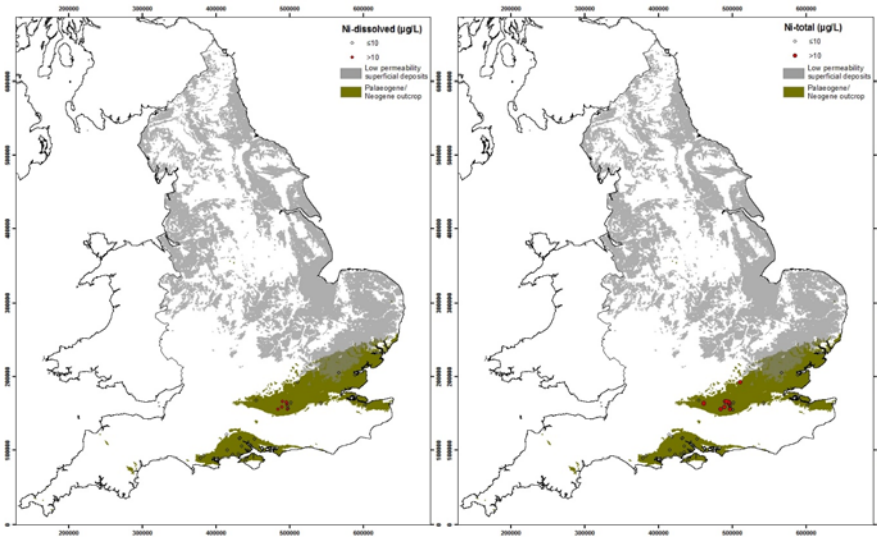 200000 300000 400000 500000 600000
200000 300000 400000 500000 600000
Ni-dissolved (µg/L)
≤10
>10
Low permeability
superficial deposits
Palaeogene/
Neogene outcrop
600000
500000
400000
300000
200000
100000
0
200000 300000 400000 500000 600000
Ni-total (µg/L)
≤10
>10
Low permeability
superficial deposits
Palaeogene/
Neogene outcrop
600000
500000
400000
300000
200000
100000
0
200000 300000 400000 500000 600000